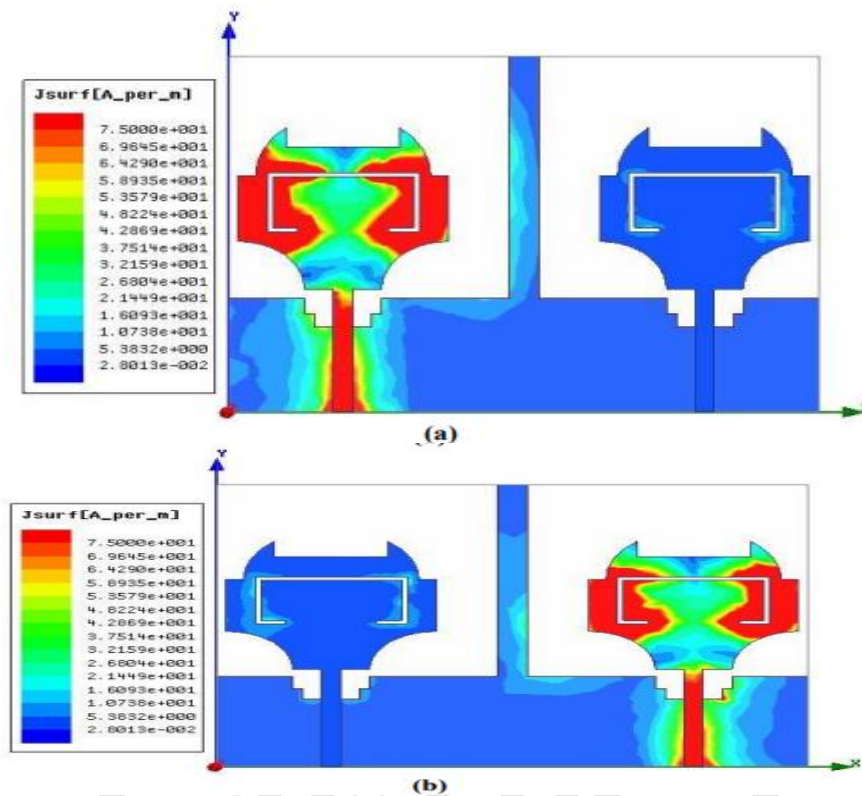 Y
Jsurf[A_per_m]
7.5000e+001
6.9645e+001
6.4290e+001
5.8935e+001
5.3579e+001
4.8224e+001
4.2869e+001
3.7514e+001
3.2159e+001
2.6804e+001
2.1449e+001
1.6093e+001
1.0738e+001
5.3832e+000
2.8013e-002
(a)
Y
Jsurf[A_per_m]
7.5000e+001
6.9645e+001
6.4290e+001
5.8935e+001
5.3579e+001
4.8224e+001
4.2869e+001
3.7514e+001
3.2159e+001
2.6804e+001
2.1449e+001
1.6093e+001
1.0738e+001
5.3832e+000
2.8013e-002
X
(b)